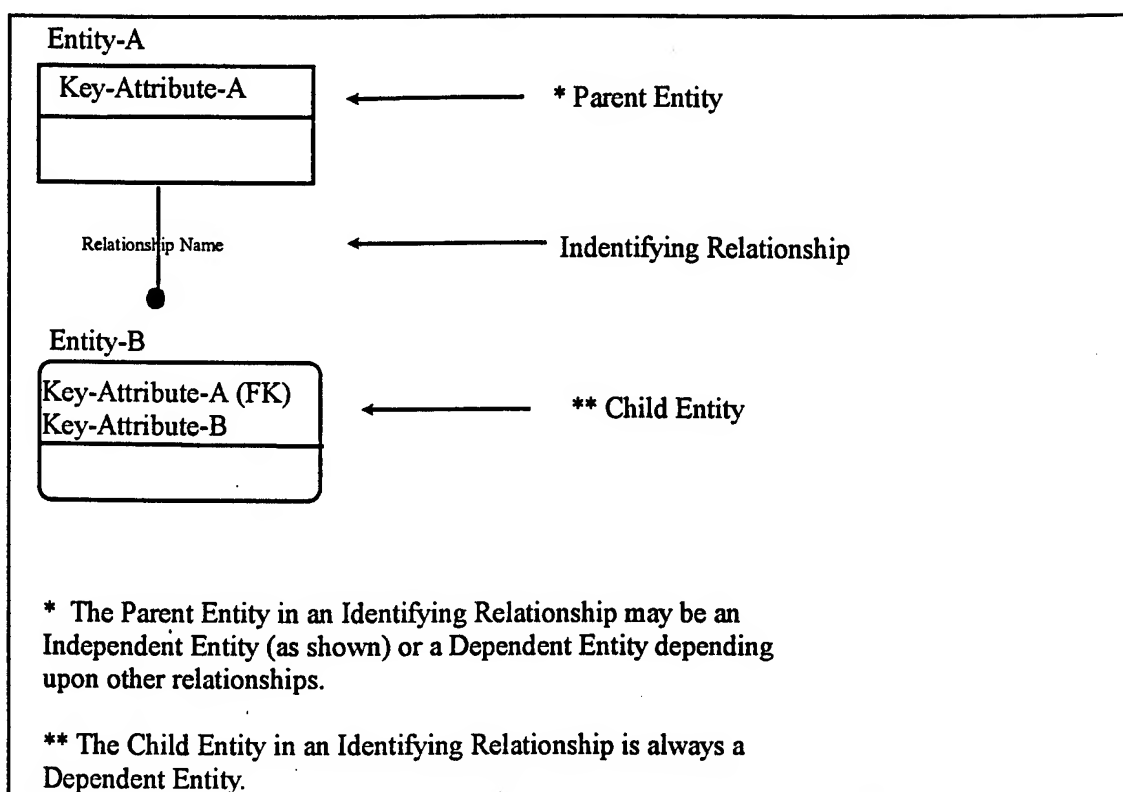 Entity-A
Key-Attribute-A
* Parent Entity
Relationship Name
Indentifying Relationship
Entity-B
Key-Attribute-A (FK)
Key-Attribute-B
** Child Entity
* The Parent Entity in an Identifying Relationship may be an
Independent Entity (as shown) or a Dependent Entity depending
upon other relationships.
** The Child Entity in an Identifying Relationship is always a
Dependent Entity.